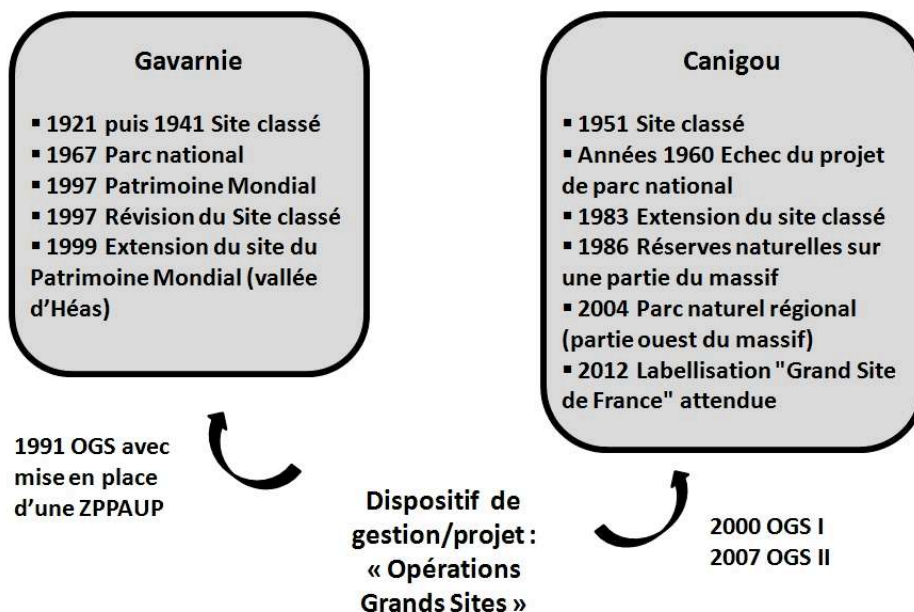 Gavarnie
▪ 1921 puis 1941 Site classé
▪ 1967 Parc national
▪ 1997 Patrimoine Mondial
▪ 1997 Révision du Site classé
▪ 1999 Extension du site du
Patrimoine Mondial (vallée
d'Héas)
Canigou
▪ 1951 Site classé
▪ Années 1960 Echec du projet
de parc national
▪ 1983 Extension du site classé
▪ 1986 Réserves naturelles sur
une partie du massif
▪ 2004 Parc naturel régional
(partie ouest du massif)
▪ 2012 Labellisation "Grand Site
de France" attendue
1991 OGS avec
mise en place
d'une ZPPAUP
Dispositif de
gestion/projet :
« Opérations
Grands Sites »
2000 OGS I
2007 OGS II